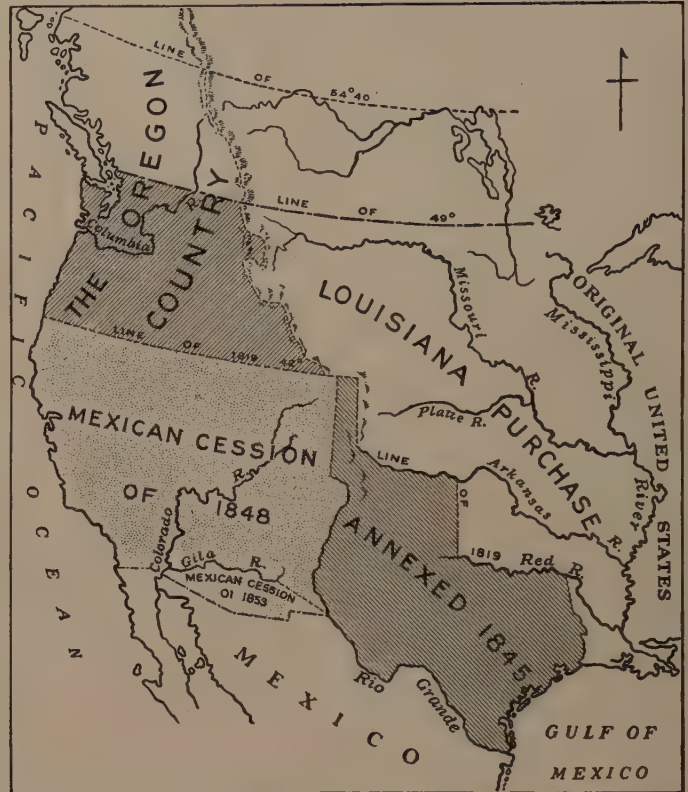 LINE OF 54°40
PACIFIC OCEAN
THE OREGON COUNTRY
Columbia R.
LINE OF 49°
LOUISIANA PURCHASE
Missouri R.
ORIGINAL UNITED STATES
Mississippi River
LINE OF 1819 42°
Platte R.
MEXICAN CESSION
OF 1848
LINE OF 1819
Arkansas R.
Colorado R.
Gila R.
MEXICAN CESSION
OI 1853
ANNEXED 1845
Red R.
MEXICO
Rio Grande
GULF OF
MEXICO